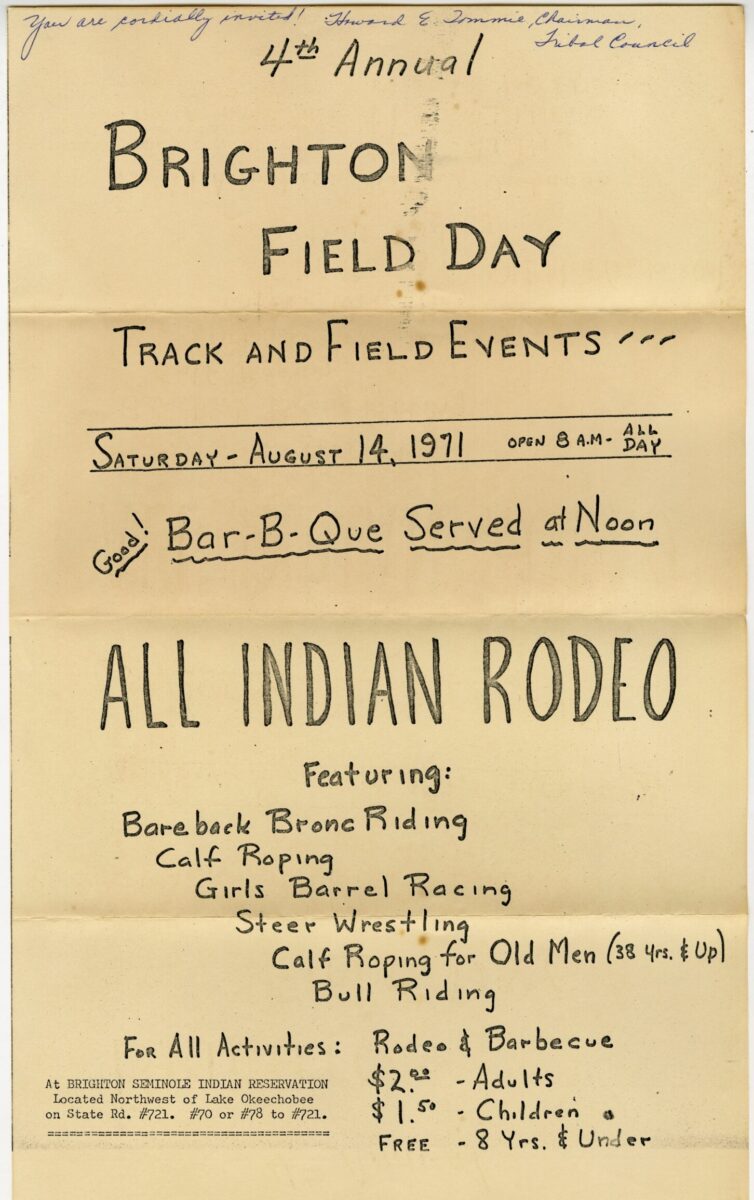 You are cordially invited! Howard E. Tommie, Chairman,
Tribal Council
4th Annual
BRIGHTON
FIELD DAY
TRACK AND FIELD EVENTS ---
SATURDAY - AUGUST 14, 1971 OPEN 8 A.M - ALL DAY
Good! Bar-B-Que Served at Noon
ALL INDIAN RODEO
Featuring:
Bareback Bronc Riding
Calf Roping
Girls Barrel Racing
Steer Wrestling
Calf Roping for Old Men (38 yrs. & Up)
Bull Riding
For All Activities: Rodeo & Barbecue
$2.00 - Adults
$1.50 - Children
FREE - 8 Yrs. & Under
At BRIGHTON SEMINOLE INDIAN RESERVATION
Located Northwest of Lake Okeechobee
on State Rd. #721. #70 or #78 to #721.
====================================